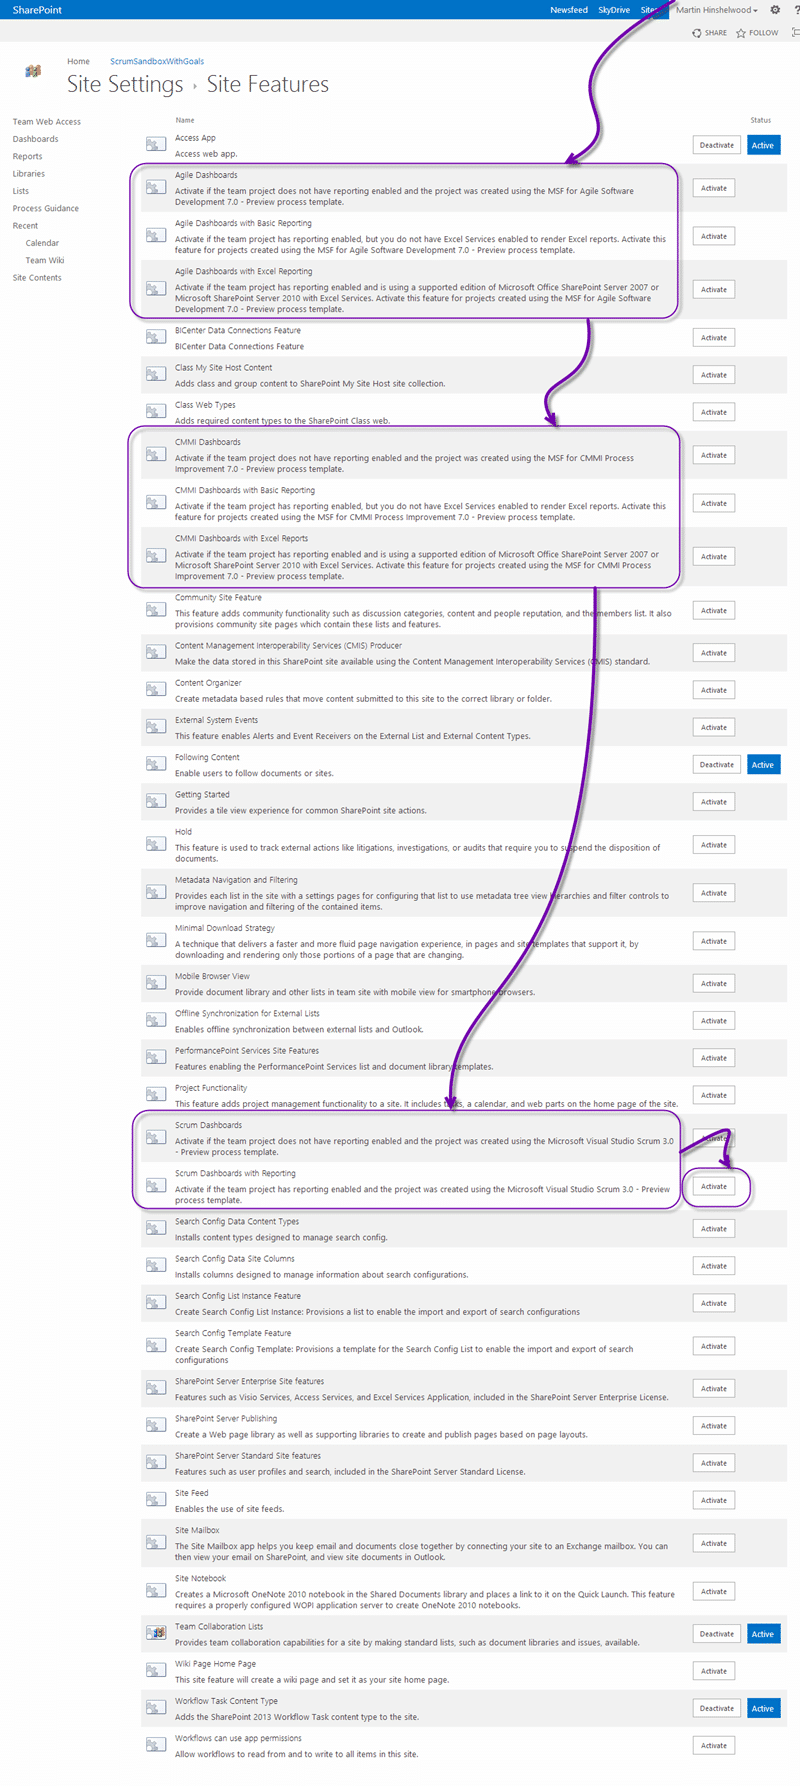 SharePoint
Newsfeed SkyDrive Sites Martin Hinshelwood
SHARE FOLLOW
Home ScrumSandboxWithGoals
Site Settings › Site Features
Team Web Access
Dashboards
Reports
Libraries
Lists
Process Guidance
Recent
Calendar
Team Wiki
Site Contents
Name Status
Access App
Access web app.
Deactivate Active
Agile Dashboards
Activate if the team project does not have reporting enabled and the project was created using the MSF for Agile Software
Development 7.0 - Preview process template.
Activate
Agile Dashboards with Basic Reporting
Activate if the team project has reporting enabled, but you do not have Excel Services enabled to render Excel reports. Activate this
feature for projects created using the MSF for Agile Software Development 7.0 - Preview process template.
Activate
Agile Dashboards with Excel Reporting
Activate if the team project has reporting enabled and is using a supported edition of Microsoft Office SharePoint Server 2007 or
Microsoft SharePoint Server 2010 with Excel Services. Activate this feature for projects created using the MSF for Agile Software
Development 7.0 - Preview process template.
Activate
BICenter Data Connections Feature
BICenter Data Connections Feature
Activate
Class My Site Host Content
Adds class and group content to SharePoint My Site Host site collection.
Activate
Class Web Types
Adds required content types to the SharePoint Class web.
Activate
CMMI Dashboards
Activate if the team project does not have reporting enabled and the project was created using the MSF for CMMI Process
Improvement 7.0 - Preview process template.
Activate
CMMI Dashboards with Basic Reporting
Activate if the team project has reporting enabled, but you do not have Excel Services enabled to render Excel reports. Activate this
feature for projects created using the MSF for CMMI Process Improvement 7.0 - Preview process template.
Activate
CMMI Dashboards with Excel Reports
Activate if the team project has reporting enabled and is using a supported edition of Microsoft Office SharePoint Server 2007 or
Microsoft SharePoint Server 2010 with Excel Services. Activate this feature for projects created using the MSF for CMMI Process
Improvement 7.0 - Preview process template.
Activate
Community Site Feature
This feature adds community functionality such as discussion categories, content and people reputation, and the members list. It also
provisions community site pages which contain these lists and features.
Activate
Content Management Interoperability Services (CMIS) Producer
Make the data stored in this SharePoint site available using the Content Management Interoperability Services (CMIS) standard.
Activate
Content Organizer
Create metadata based rules that move content submitted to this site to the correct library or folder.
Activate
External System Events
This feature enables Alerts and Event Receivers on the External List and External Content Types.
Activate
Following Content
Enable users to follow documents or sites.
Deactivate Active
Getting Started
Provides a tile view experience for common SharePoint site actions.
Activate
Hold
This feature is used to track external actions like litigations, investigations, or audits that require you to suspend the disposition of
documents.
Activate
Metadata Navigation and Filtering
Provides each list in the site with a settings pages for configuring that list to use metadata tree view hierarchies and filter controls to
improve navigation and filtering of the contained items.
Activate
Minimal Download Strategy
A technique that delivers a faster and more fluid page navigation experience, in pages and site templates that support it, by
downloading and rendering only those portions of a page that are changing.
Activate
Mobile Browser View
Provide document library and other lists in team site with mobile view for smartphone browsers.
Activate
Offline Synchronization for External Lists
Enables offline synchronization between external lists and Outlook.
Activate
PerformancePoint Services Site Features
Features enabling the PerformancePoint Services list and document library templates.
Activate
Project Functionality
This feature adds project management functionality to a site. It includes tasks, a calendar, and web parts on the home page of the site.
Activate
Scrum Dashboards
Activate if the team project does not have reporting enabled and the project was created using the Microsoft Visual Studio Scrum 3.0
- Preview process template.
Activate
Scrum Dashboards with Reporting
Activate if the team project has reporting enabled and the project was created using the Microsoft Visual Studio Scrum 3.0 - Preview
process template.
Activate
Search Config Data Content Types
Installs content types designed to manage search config.
Activate
Search Config Data Site Columns
Installs columns designed to manage information about search configurations.
Activate
Search Config List Instance Feature
Create Search Config List Instance: Provisions a list to enable the import and export of search configurations
Activate
Search Config Template Feature
Create Search Config Template: Provisions a template for the Search Config List to enable the import and export of search
configurations
Activate
SharePoint Server Enterprise Site features
Features such as Visio Services, Access Services, and Excel Services Application, included in the SharePoint Server Enterprise License.
Activate
SharePoint Server Publishing
Create a Web page library as well as supporting libraries to create and publish pages based on page layouts.
Activate
SharePoint Server Standard Site features
Features such as user profiles and search, included in the SharePoint Server Standard License.
Activate
Site Feed
Enables the use of site feeds.
Activate
Site Mailbox
The Site Mailbox app helps you keep email and documents close together by connecting your site to an Exchange mailbox. You can
then view your email on SharePoint, and view site documents in Outlook.
Activate
Site Notebook
Creates a Microsoft OneNote 2010 notebook in the Shared Documents library and places a link to it on the Quick Launch. This feature
requires a properly configured WOPI application server to create OneNote 2010 notebooks.
Activate
Team Collaboration Lists
Provides team collaboration capabilities for a site by making standard lists, such as document libraries and issues, available.
Deactivate Active
Wiki Page Home Page
This site feature will create a wiki page and set it as your site home page.
Activate
Workflow Task Content Type
Adds the SharePoint 2013 Workflow Task content type to the site.
Deactivate Active
Workflows can use app permissions
Allow workflows to read from and to write to all items in this site.
Activate